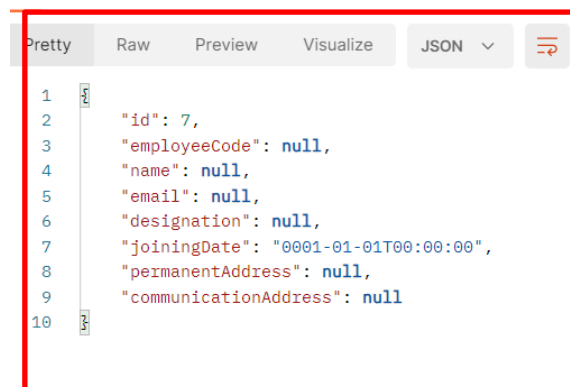 Pretty Raw Preview Visualize JSON
1 {
2 "id": 7,
3 "employeeCode": null,
4 "name": null,
5 "email": null,
6 "designation": null,
7 "joiningDate": "0001-01-01T00:00:00",
8 "permanentAddress": null,
9 "communicationAddress": null
10 }